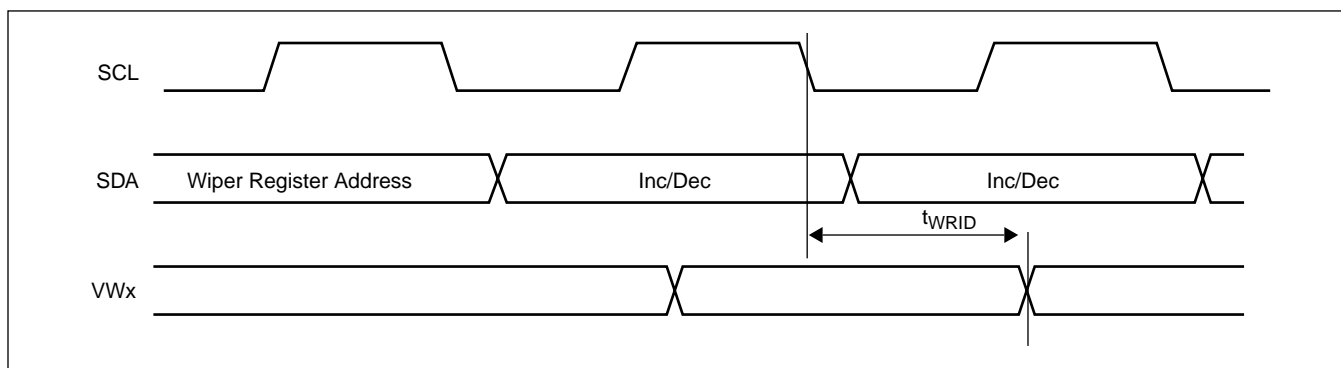 SCL
SDA Wiper Register Address Inc/Dec Inc/Dec
tWRID
VWx